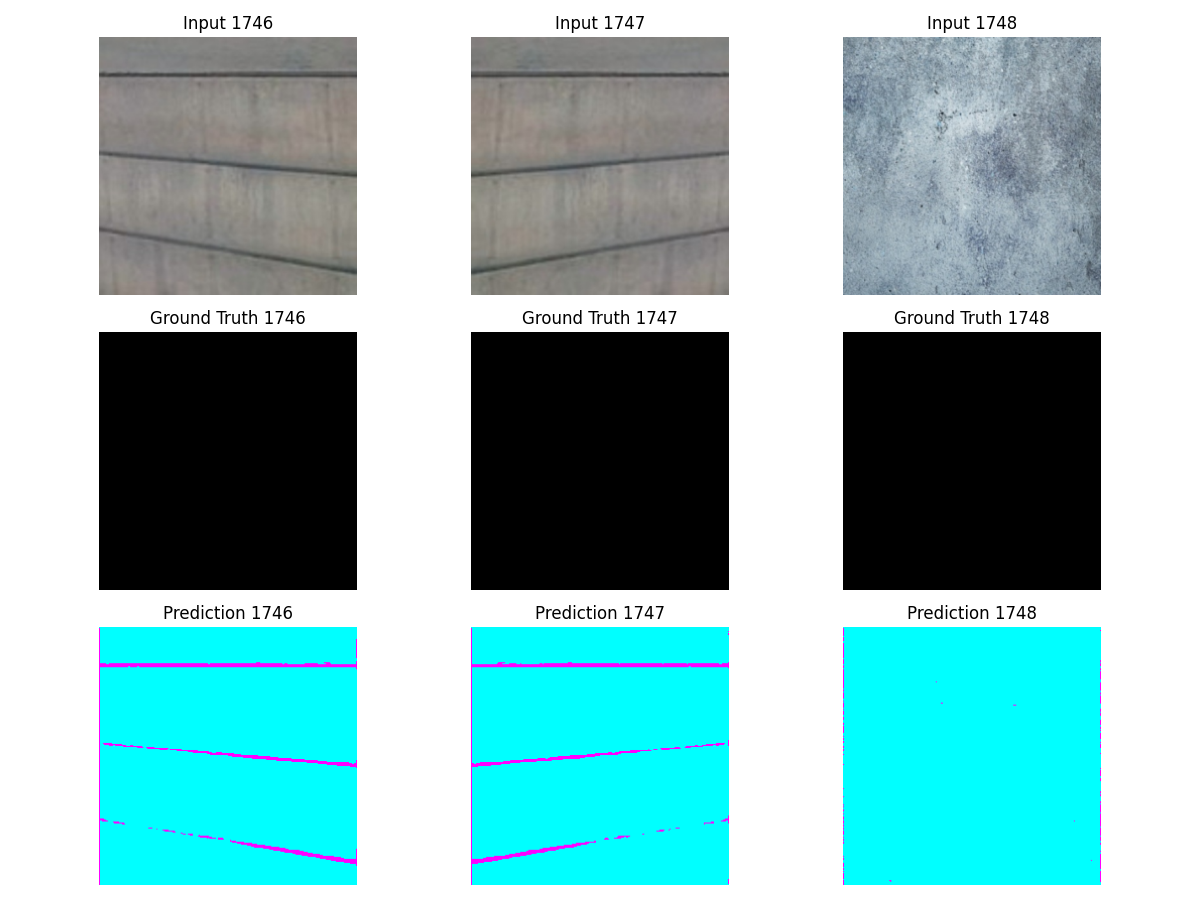 Input 1746
Input 1747
Input 1748
Ground Truth 1746
Ground Truth 1747
Ground Truth 1748
Prediction 1746
Prediction 1747
Prediction 1748